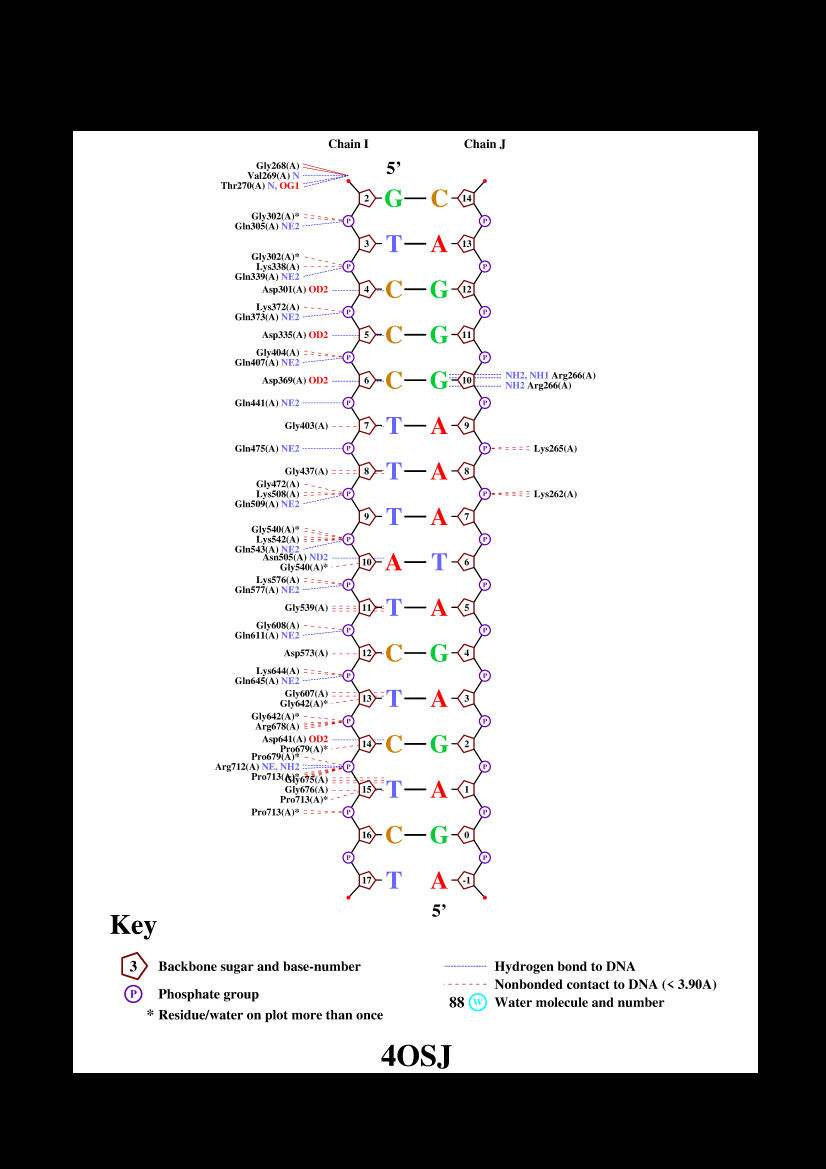 Chain I Chain J
5’
Gly268(A)
Val269(A) N
Thr270(A) N, OG1
2 G C 14
Gly302(A)* P P
Gln305(A) NE2
3 T A 13
Gly302(A)*
Lys338(A) P P
Gln339(A) NE2
Asp301(A) OD2 4 C G 12
Lys372(A) P P
Gln373(A) NE2
Asp335(A) OD2 5 C G 11
Gly404(A) P P
Gln407(A) NE2
NH2, NH1 Arg266(A)
Asp369(A) OD2 6 C G 10
NH2 Arg266(A)
Gln441(A) NE2 P P
Gly403(A) 7 T A 9
Gln475(A) NE2 P P Lys265(A)
Gly437(A) 8 T A 8
Gly472(A)
Lys508(A) P P Lys262(A)
Gln509(A) NE2
9 T A 7
Gly540(A)*
Lys542(A) P P
Gln543(A) NE2
Asn505(A) ND2
10 A T 6
Gly540(A)*
Lys576(A) P P
Gln577(A) NE2
Gly539(A) 11 T A 5
Gly608(A) P P
Gln611(A) NE2
Asp573(A) 12 C G 4
Lys644(A) P P
Gln645(A) NE2
Gly607(A) 13 T A 3
Gly642(A)*
Gly642(A)* P P
Arg678(A)
Asp641(A) OD2 14 C G 2
Pro679(A)*
Pro679(A)*
Arg712(A) NE, NH2 P P
Pro713(A)*
Gly675(A)
Gly676(A) 15 T A 1
Pro713(A)*
Pro713(A)* P P
16 C G 0
P P
17 T A -1
5’
Key
3 Backbone sugar and base-number
P Phosphate group
* Residue/water on plot more than once
Hydrogen bond to DNA
Nonbonded contact to DNA (< 3.90A)
88 W Water molecule and number
4OSJ